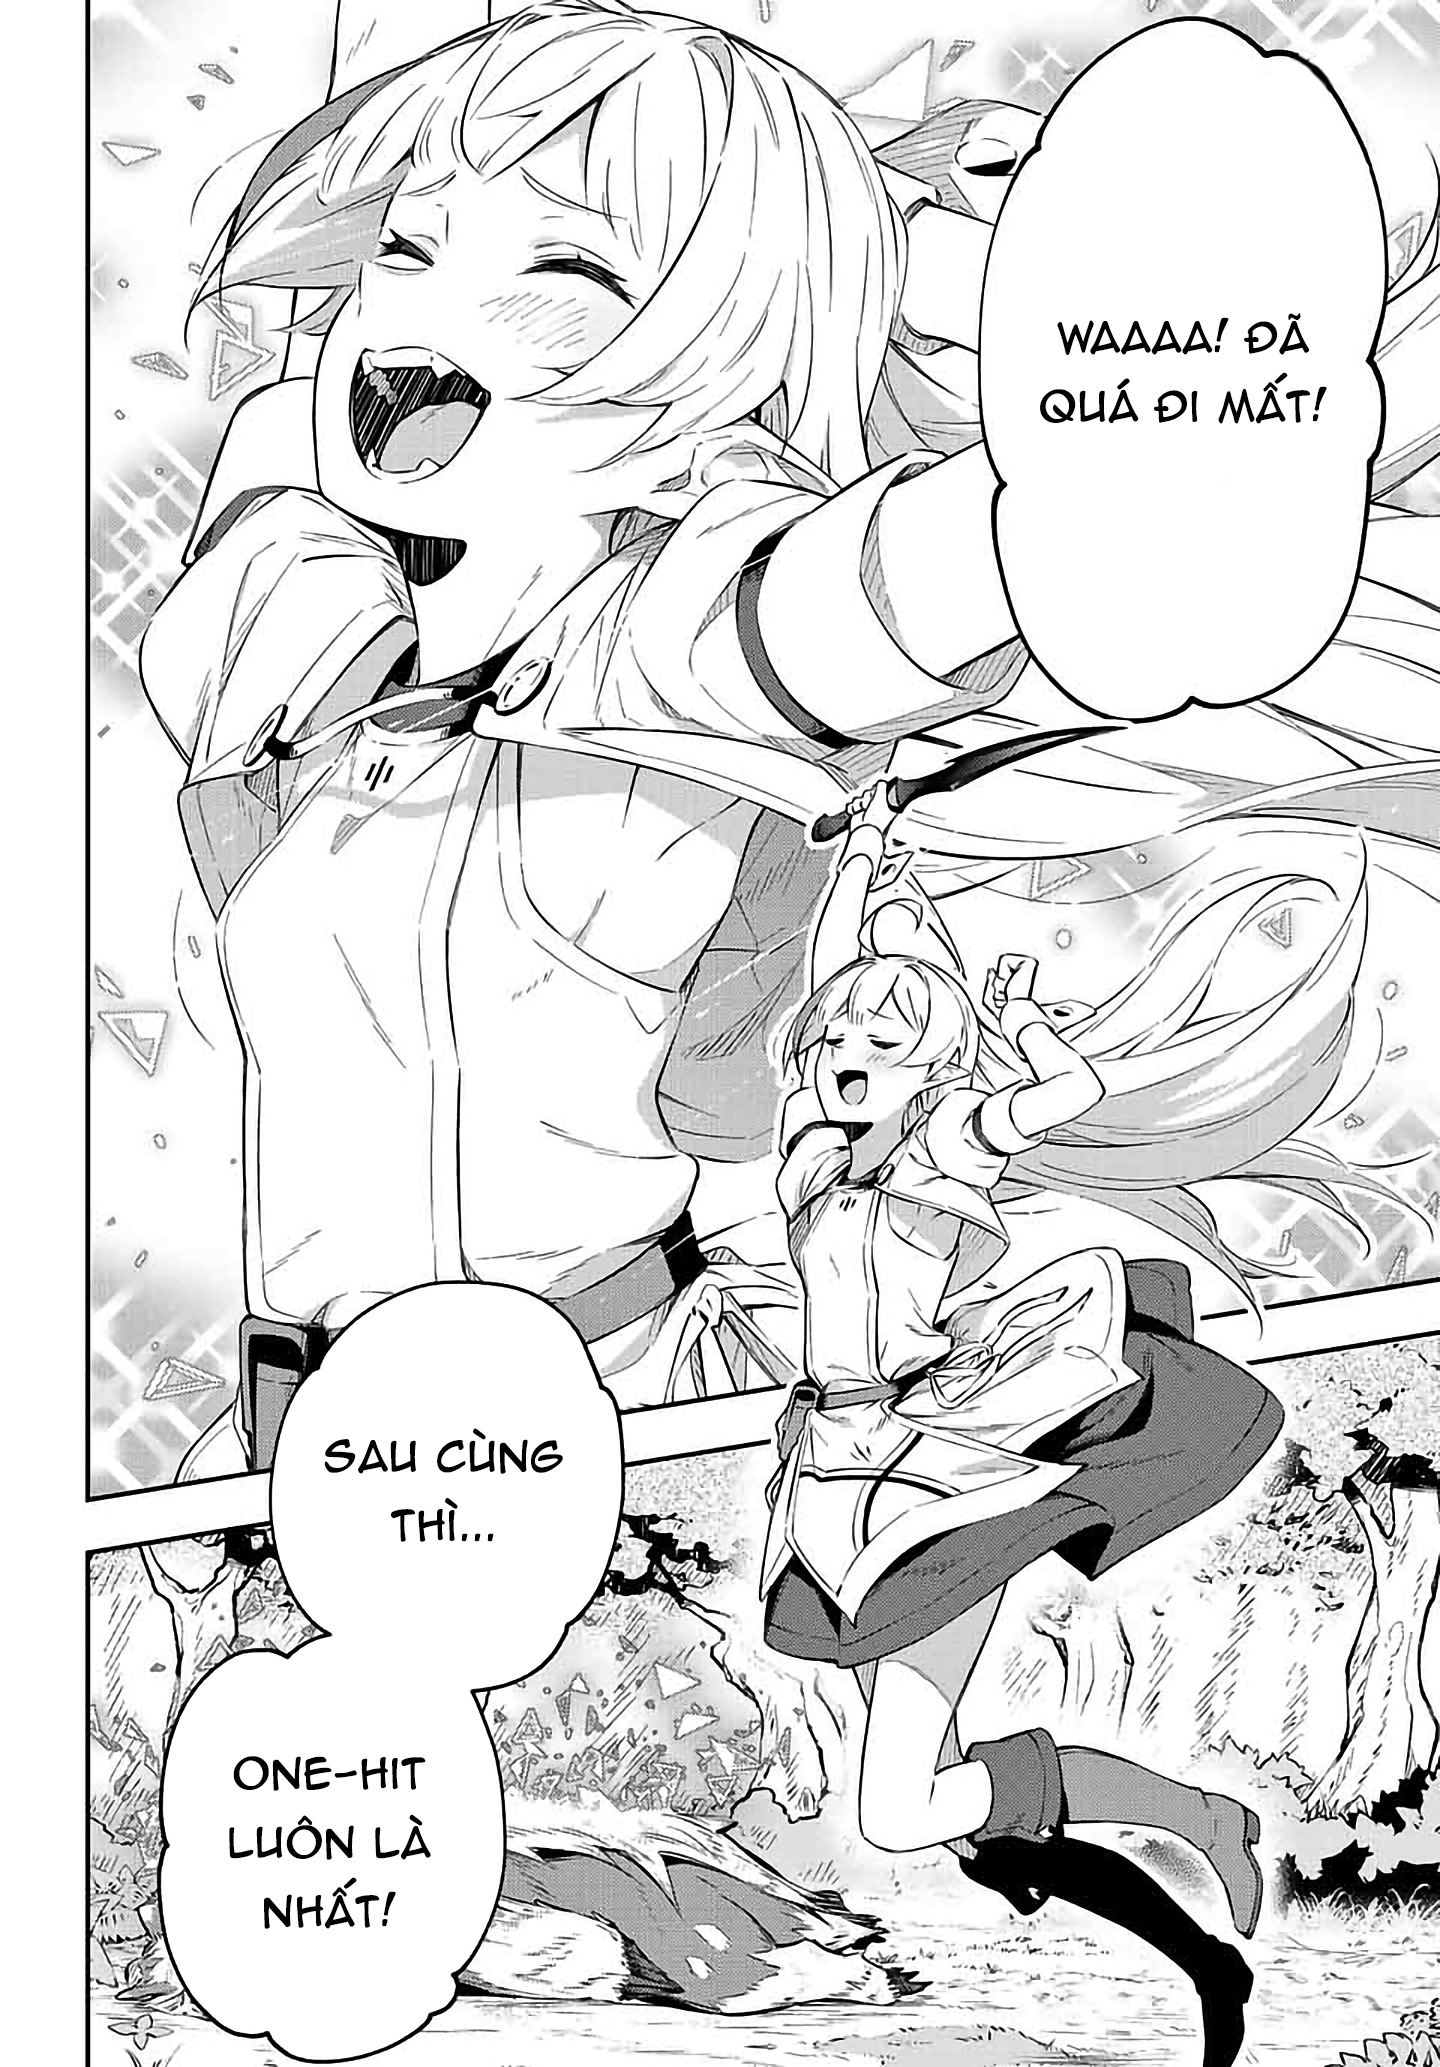 WAAAA! ĐÃ
QUÁ ĐI MẤT!
SAU CÙNG
THÌ...
ONE-HIT
LUÔN LÀ
NHẤT!